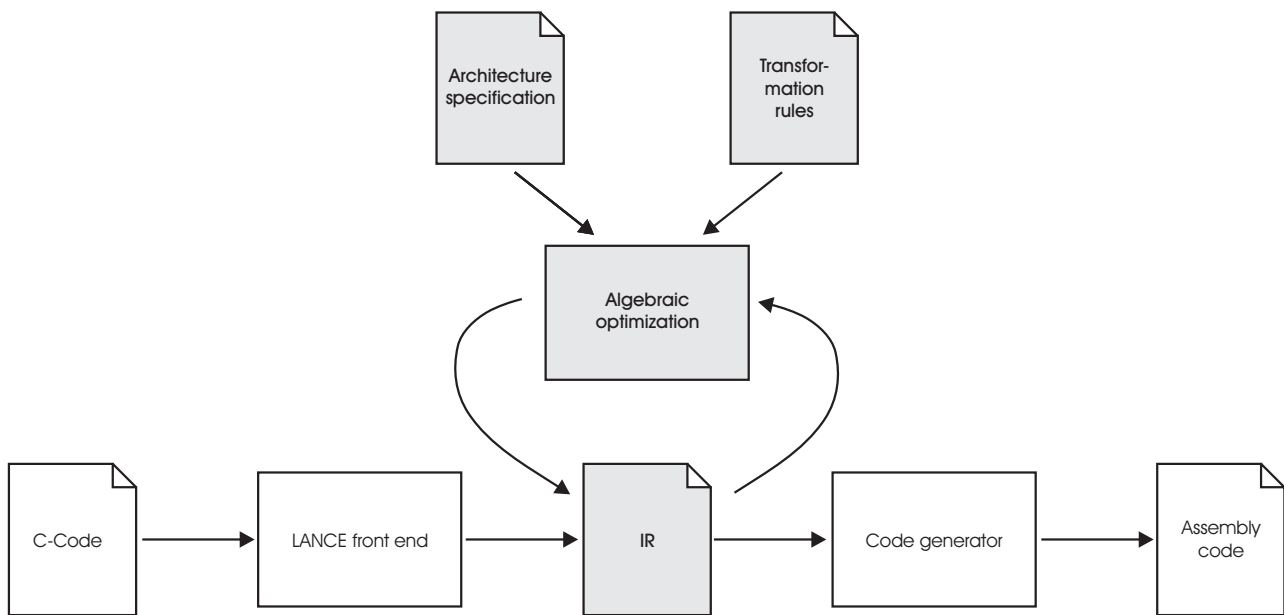 Architecture
specification
Transfor-
mation
rules
Algebraic
optimization
C-Code
LANCE front end
IR
Code generator
Assembly
code